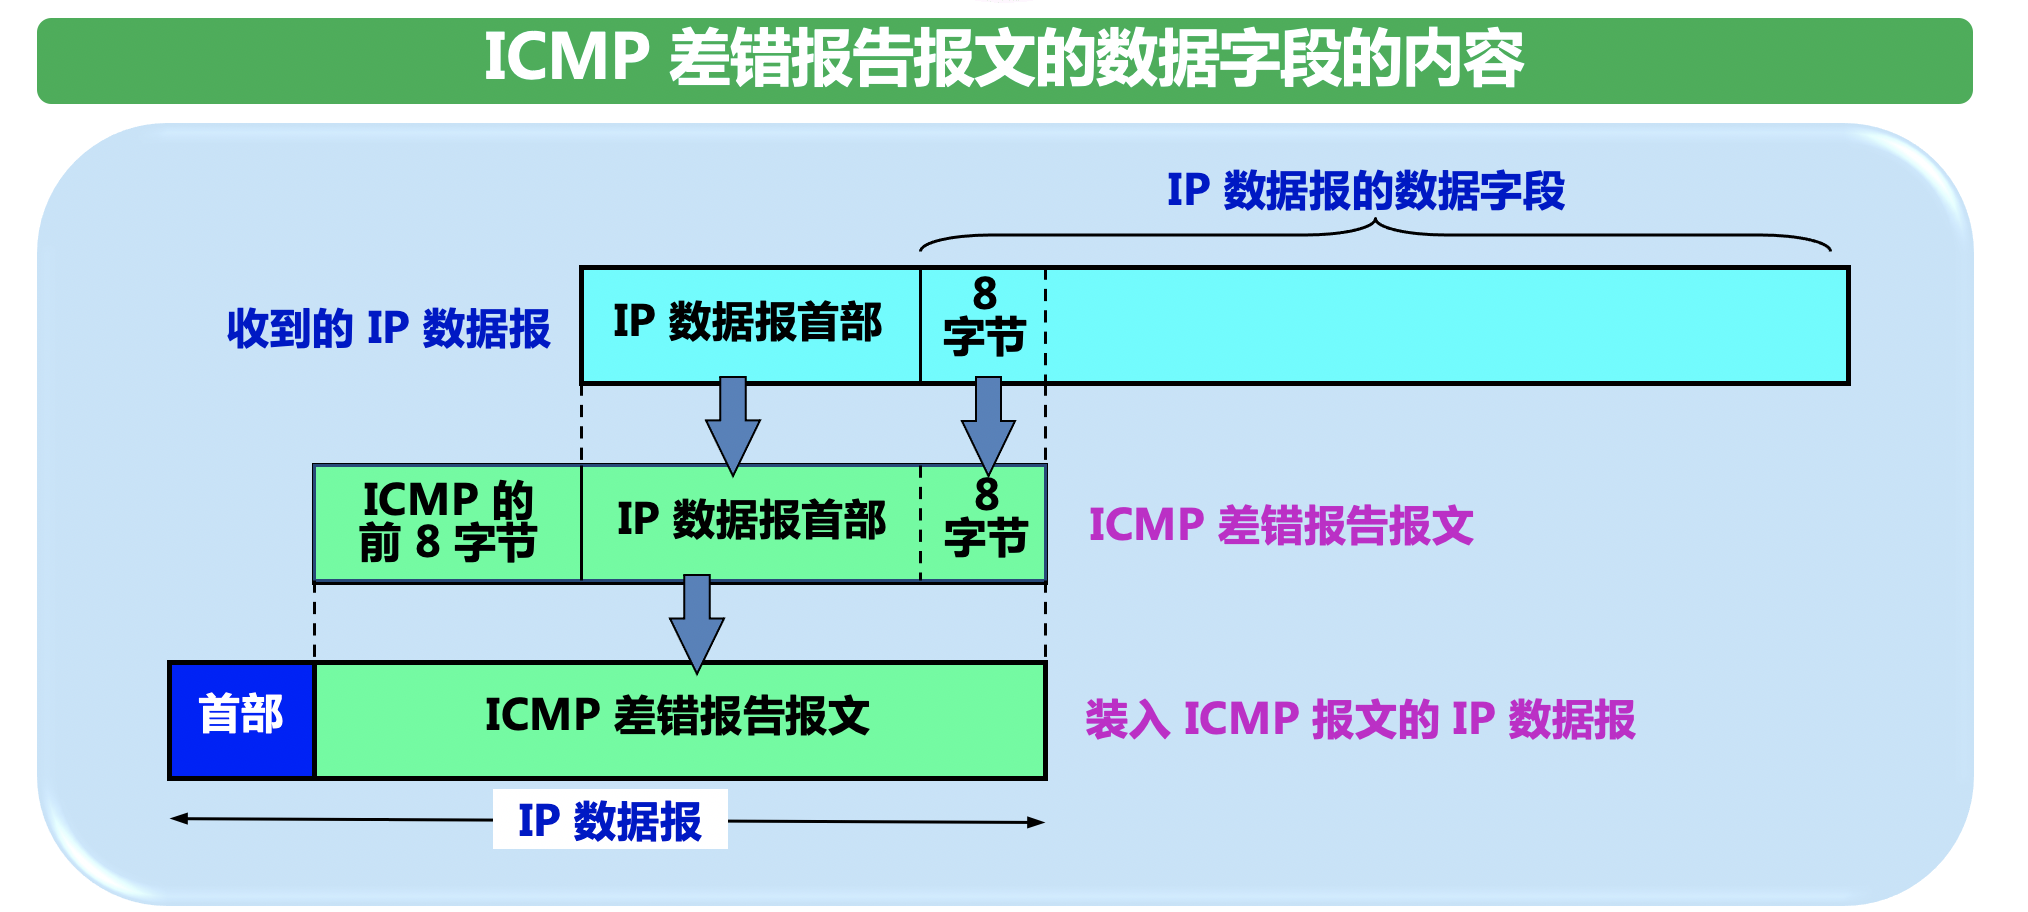 ICMP 差错报告报文的数据字段的内容
IP 数据报的数据字段
收到的 IP 数据报
IP 数据报首部
8
字节
ICMP 的
前 8 字节
IP 数据报首部
8
字节
ICMP 差错报告报文
首部
ICMP 差错报告报文
装入 ICMP 报文的 IP 数据报
IP 数据报